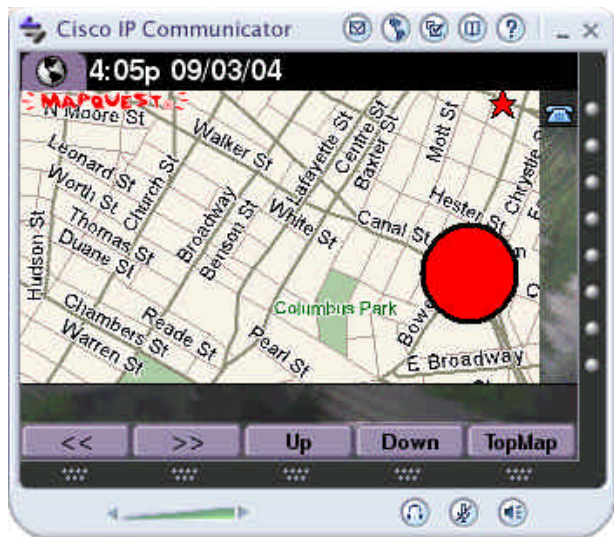 Cisco IP Communicator
?
4:05p 09/03/04
MAPQUEST
N Moore St
Walker St
Leonard St
Worth St
Church St
Thomas St
Duane St
Hudson St
Broadway
Benson St
Lafayette St
Centre St
Baxter St
White St
Mott St
Canal St
Hester St
Chrystie
Columbus Park
Chambers St
Reade St
Warren St
Pearl St
Bowe
E Broadway
<< >> Up Down TopMap